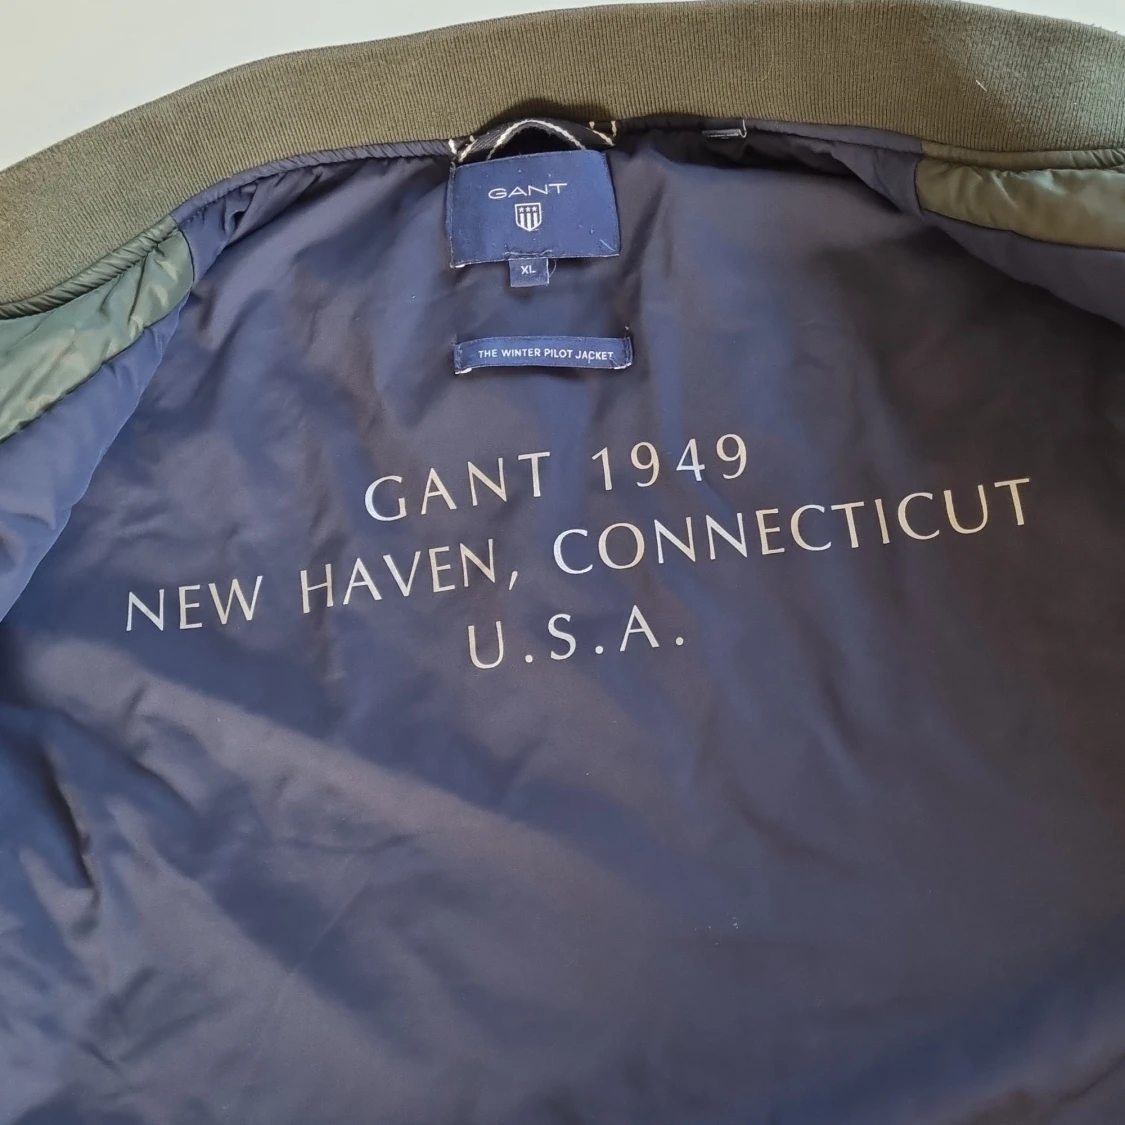 GANT
XL
THE WINTER PILOT JACKET
GANT 1949
NEW HAVEN, CONNECTICUT
U.S.A.